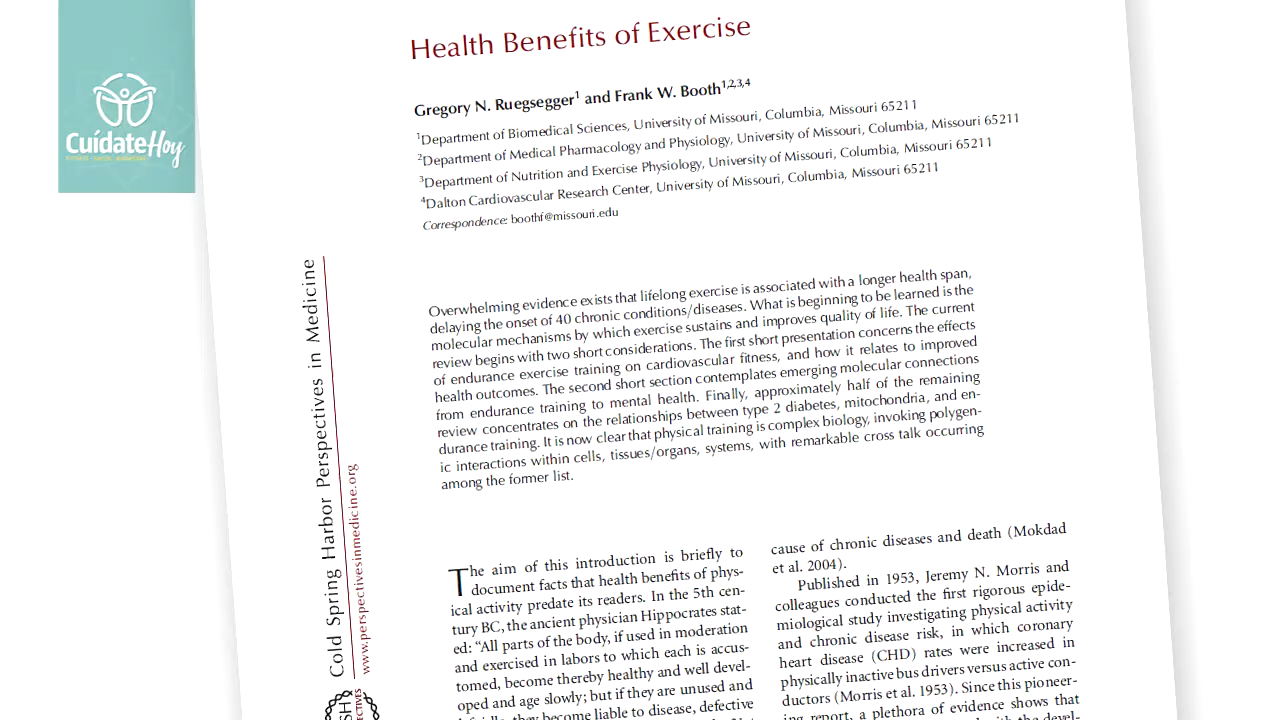 CuídateHoy
Health Benefits of Exercise
Gregory N. Ruegsegger1 and Frank W. Booth1,2,3,4
1Department of Biomedical Sciences, University of Missouri, Columbia, Missouri 65211
2Department of Medical Pharmacology and Physiology, University of Missouri, Columbia, Missouri 65211
3Department of Nutrition and Exercise Physiology, University of Missouri, Columbia, Missouri 65211
4Dalton Cardiovascular Research Center, University of Missouri, Columbia, Missouri 65211
Correspondence: boothf@missouri.edu
Overwhelming evidence exists that lifelong exercise is associated with a longer health span,
delaying the onset of 40 chronic conditions/diseases. What is beginning to be learned is the
molecular mechanisms by which exercise sustains and improves quality of life. The current
review begins with two short considerations. The first short presentation concerns the effects
of endurance exercise training on cardiovascular fitness, and how it relates to improved
health outcomes. The second short section contemplates emerging molecular connections
from endurance training to mental health. Finally, approximately half of the remaining
review concentrates on the relationships between type 2 diabetes, mitochondria, and en-
durance training. It is now clear that physical training is complex biology, invoking polygen-
ic interactions within cells, tissues/organs, systems, with remarkable cross talk occurring
among the former list.
The aim of this introduction is briefly to
document facts that health benefits of phys-
ical activity predate its readers. In the 5th cen-
tury BC, the ancient physician Hippocrates stat-
ed: “All parts of the body, if used in moderation
and exercised in labors to which each is accus-
tomed, become thereby healthy and well devel-
oped and age slowly; but if they are unused and
they become liable to disease, defective
cause of chronic diseases and death (Mokdad
et al. 2004).
Published in 1953, Jeremy N. Morris and
colleagues conducted the first rigorous epide-
miological study investigating physical activity
and chronic disease risk, in which coronary
heart disease (CHD) rates were increased in
physically inactive bus drivers versus active con-
ductors (Morris et al. 1953). Since this pioneer-
ing report, a plethora of evidence shows that
Cold Spring Harbor Perspectives in Medicine
www.perspectivesinmedicine.org